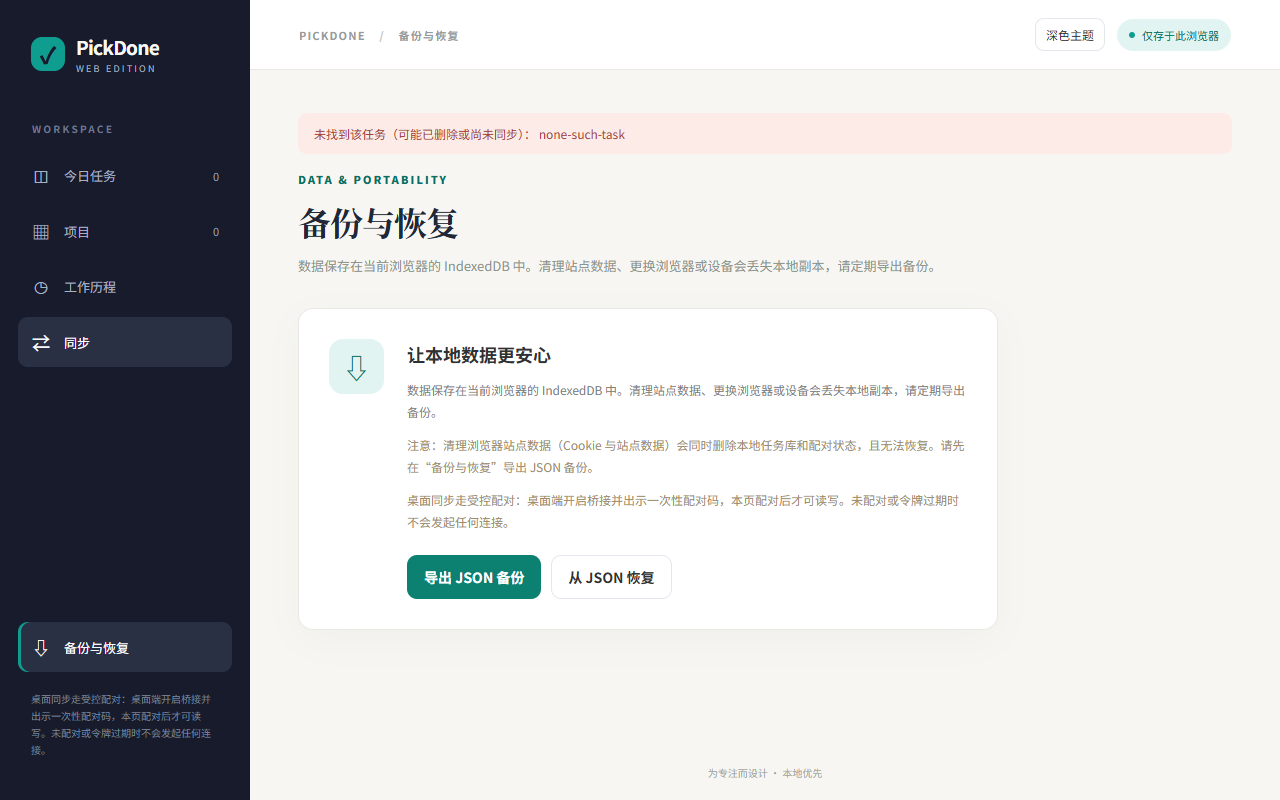 PickDone
WEB EDITION
WORKSPACE
今日任务 0
项目 0
工作历程
同步
备份与恢复
桌面同步走受控配对：桌面端开启桥接并
出示一次性配对码，本页配对后才可读
写。未配对或令牌过期时不会发起任何连
接。
PICKDONE / 备份与恢复
深色主题
仅存于此浏览器
未找到该任务（可能已删除或尚未同步）： none-such-task
DATA & PORTABILITY
备份与恢复
数据保存在当前浏览器的 IndexedDB 中。清理站点数据、更换浏览器或设备会丢失本地副本，请定期导出备份。
让本地数据更安心
数据保存在当前浏览器的 IndexedDB 中。清理站点数据、更换浏览器或设备会丢失本地副本，请定期导出
备份。
注意：清理浏览器站点数据（Cookie 与站点数据）会同时删除本地任务库和配对状态，且无法恢复。请先
在“备份与恢复”导出 JSON 备份。
桌面同步走受控配对：桌面端开启桥接并出示一次性配对码，本页配对后才可读写。未配对或令牌过期时
不会发起任何连接。
导出 JSON 备份
从 JSON 恢复
为专注而设计 · 本地优先